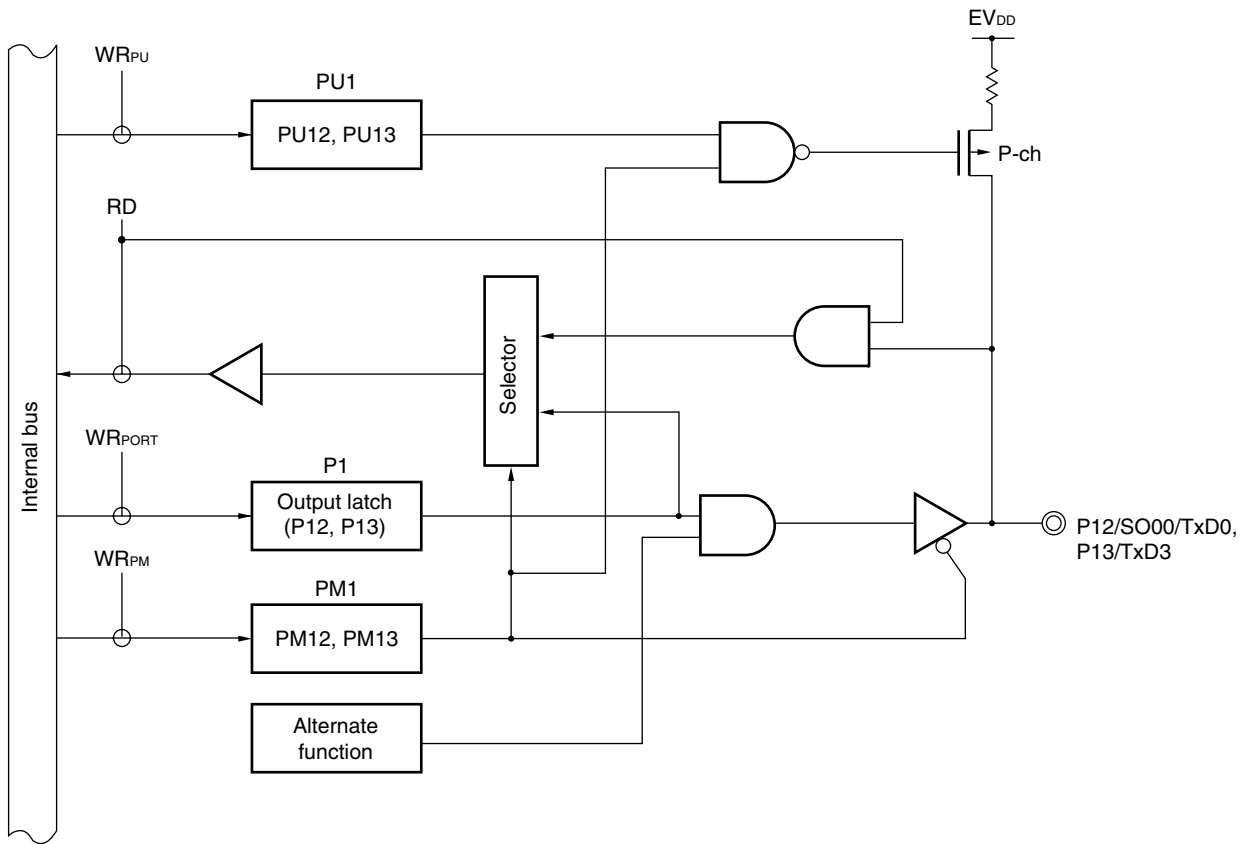 EVDD
WRPU
PU1
PU12, PU13
P-ch
RD
Selector
Internal bus
WRPORT
P1
Output latch
(P12, P13)
P12/SO00/TxD0,
P13/TxD3
WRPM
PM1
PM12, PM13
Alternate
function